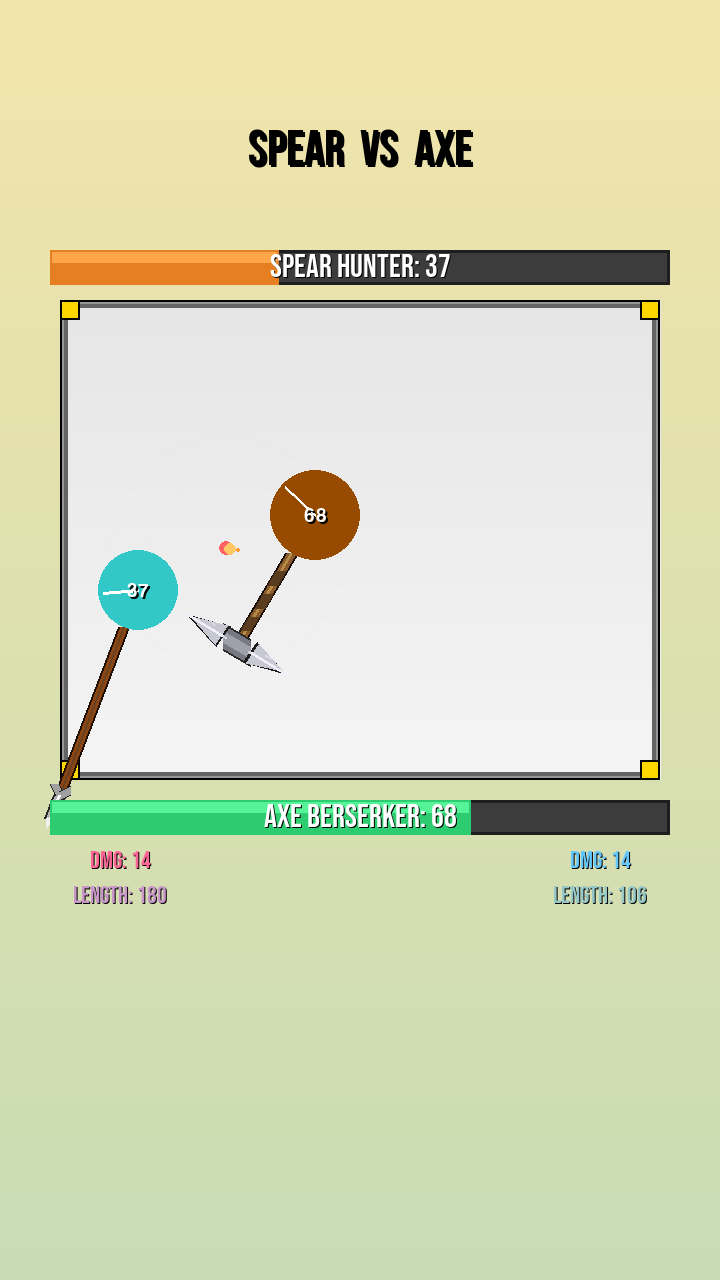 SPEAR VS AXE
SPEAR HUNTER: 37
68
37
AXE BERSERKER: 68
DMG: 14
DMG: 14
LENGTH: 180
LENGTH: 106